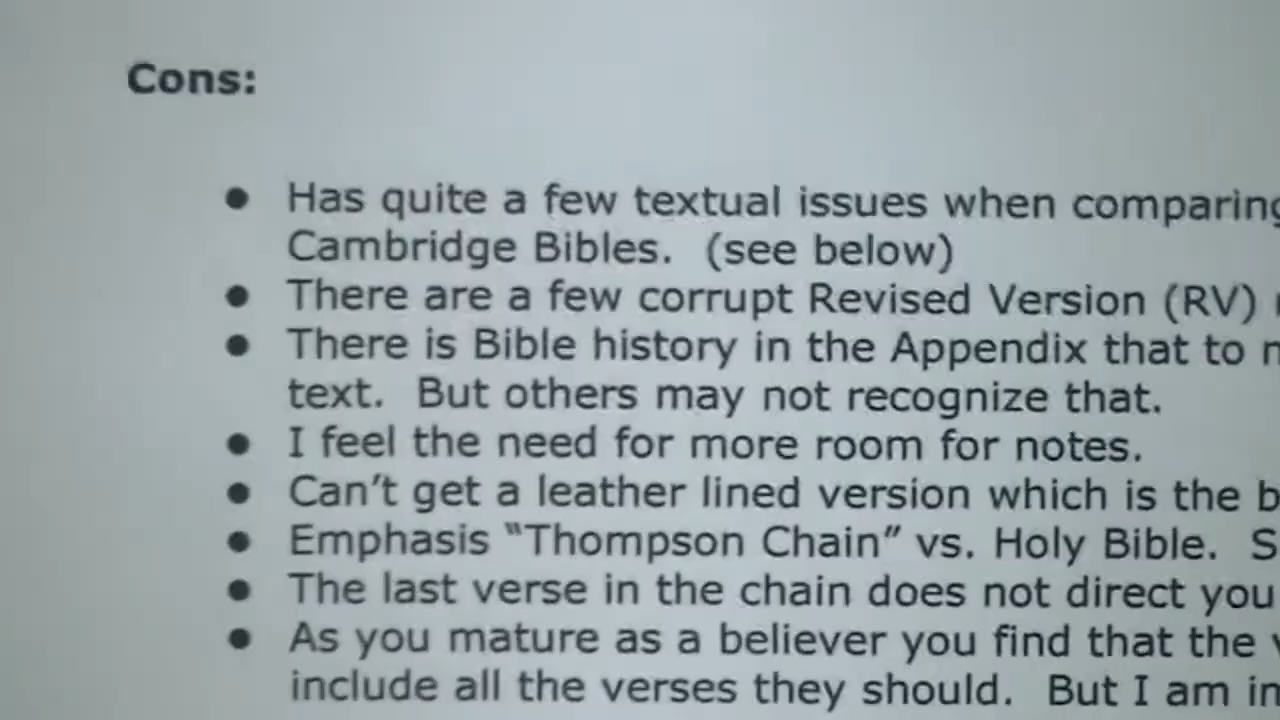 Cons:
● Has quite a few textual issues when comparing
Cambridge Bibles.  (see below)
● There are a few corrupt Revised Version (RV)
● There is Bible history in the Appendix that to
text.  But others may not recognize that.
● I feel the need for more room for notes.
● Can't get a leather lined version which is the
● Emphasis "Thompson Chain" vs. Holy Bible.
● The last verse in the chain does not direct you
● As you mature as a believer you find that the
include all the verses they should.  But I am